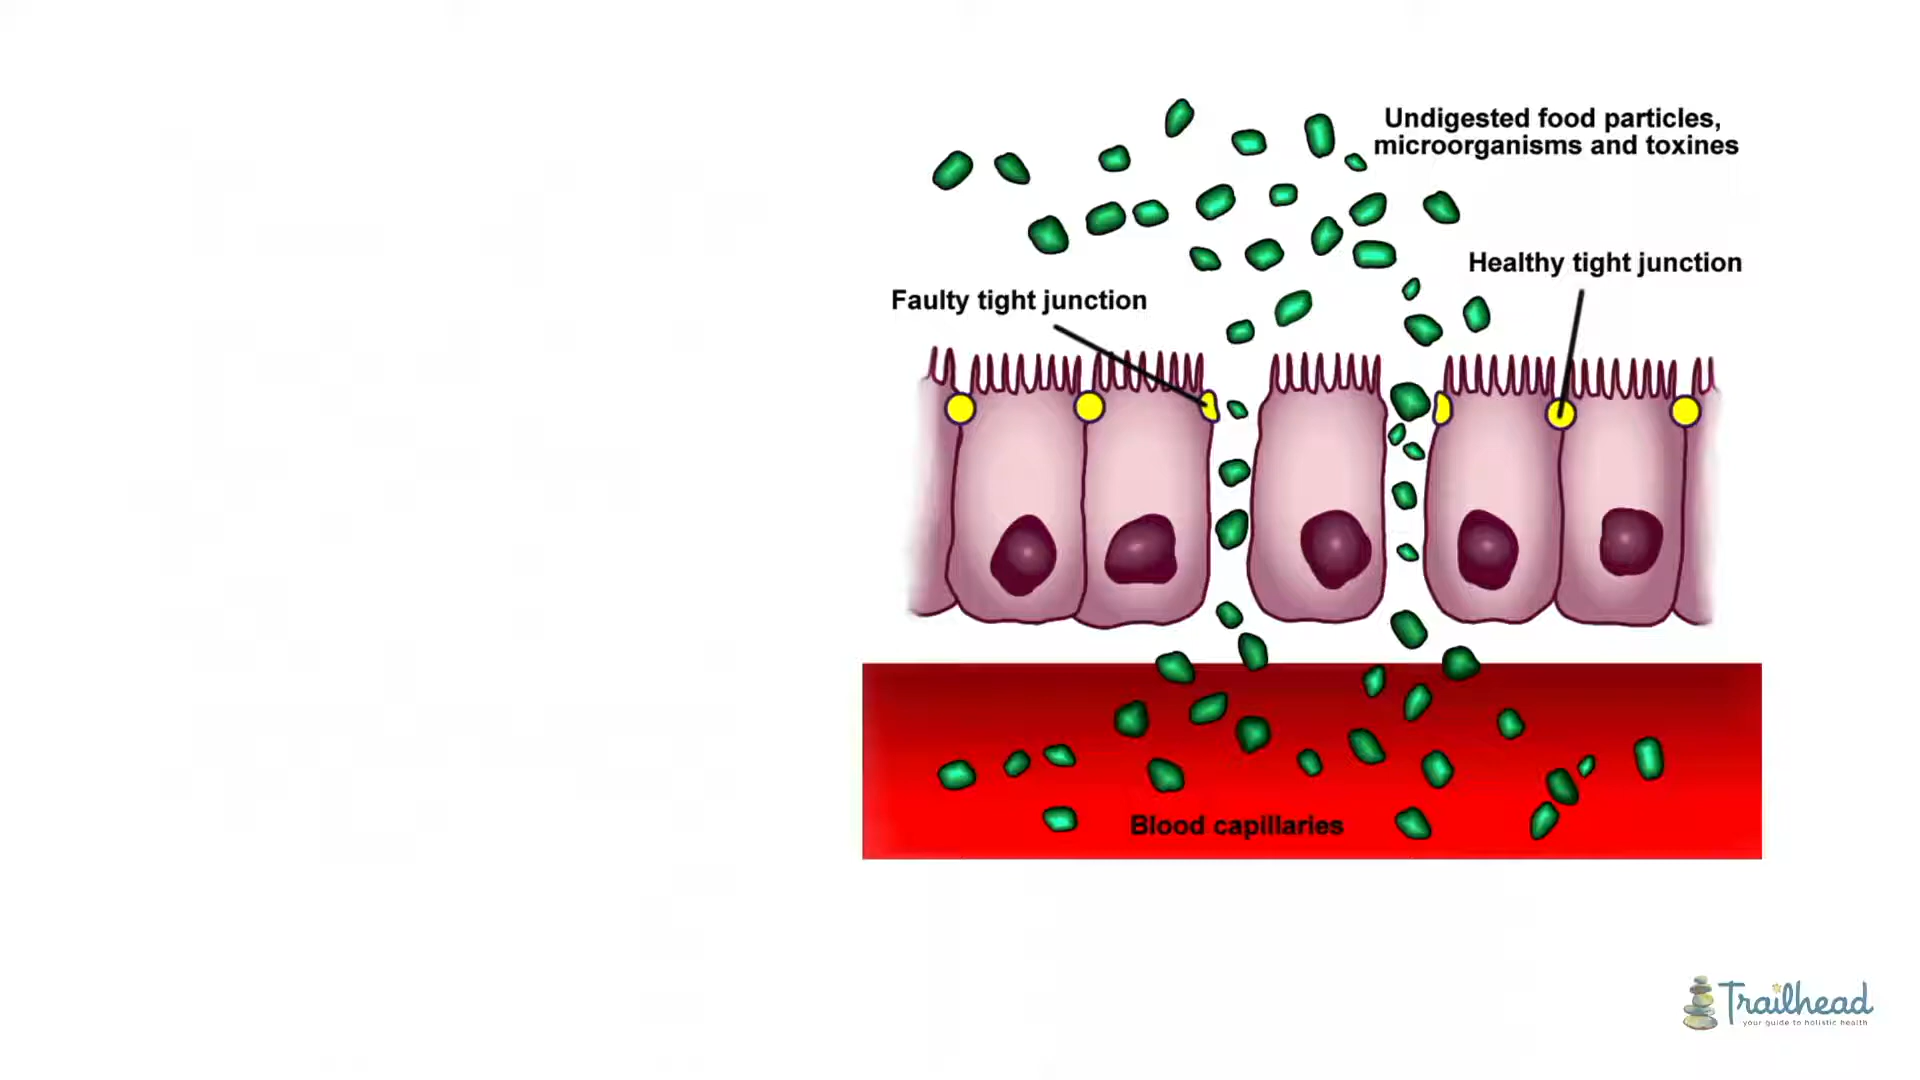 Undigested food particles,
microorganisms and toxines
Healthy tight junction
Faulty tight junction
Blood capillaries
Trailhead
your guide to holistic health